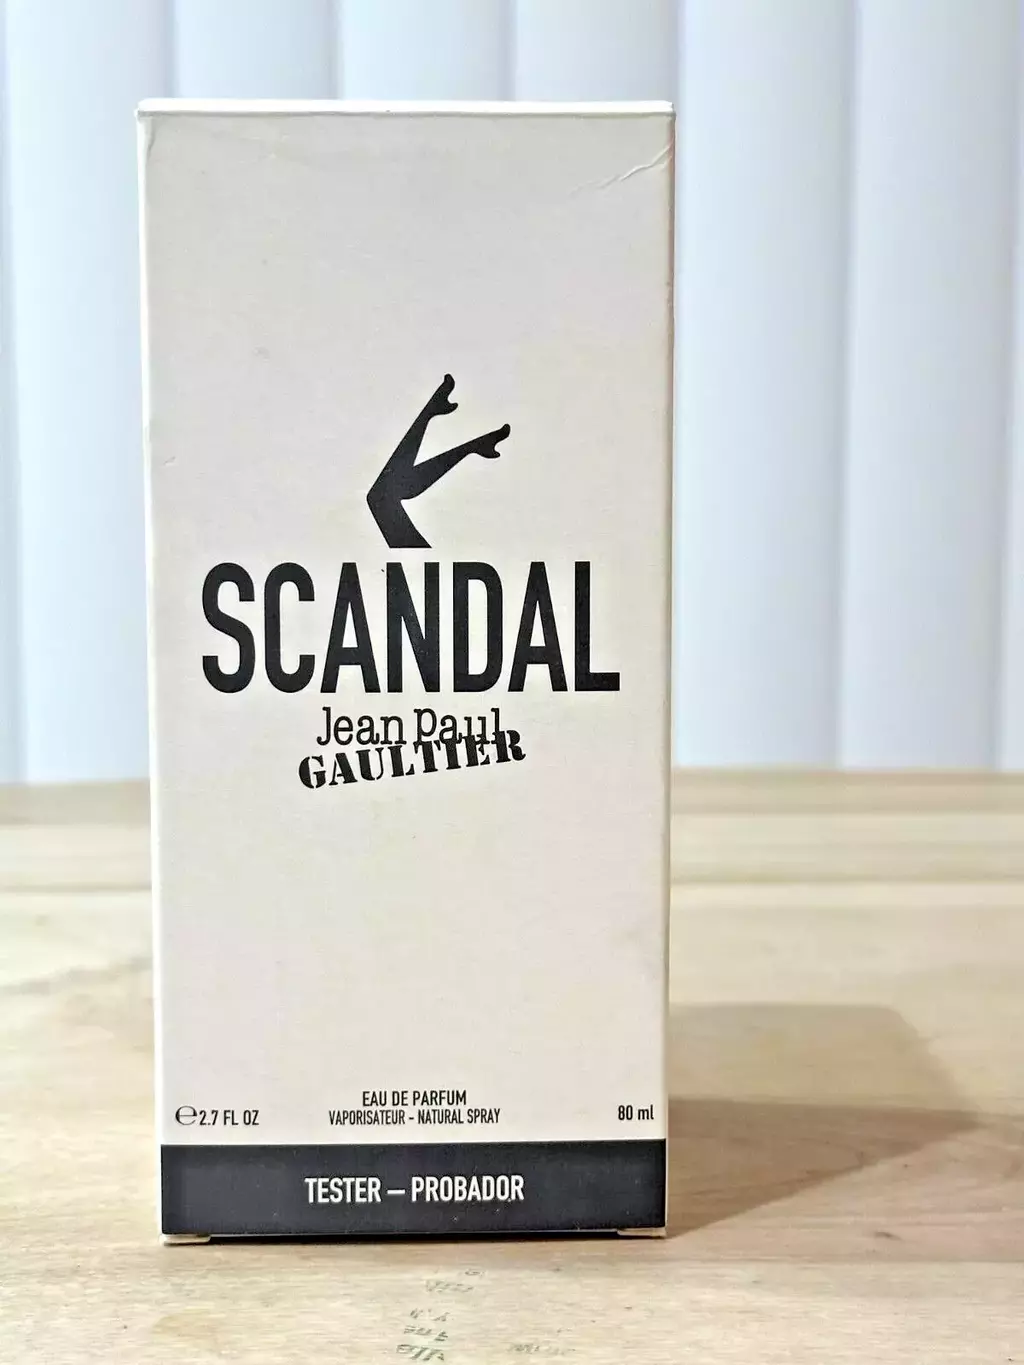 SCANDAL
Jean Paul
GAULTIER
EAU DE PARFUM
℮ 2.7 FL OZ VAPORISATEUR - NATURAL SPRAY 80 ml
TESTER – PROBADOR